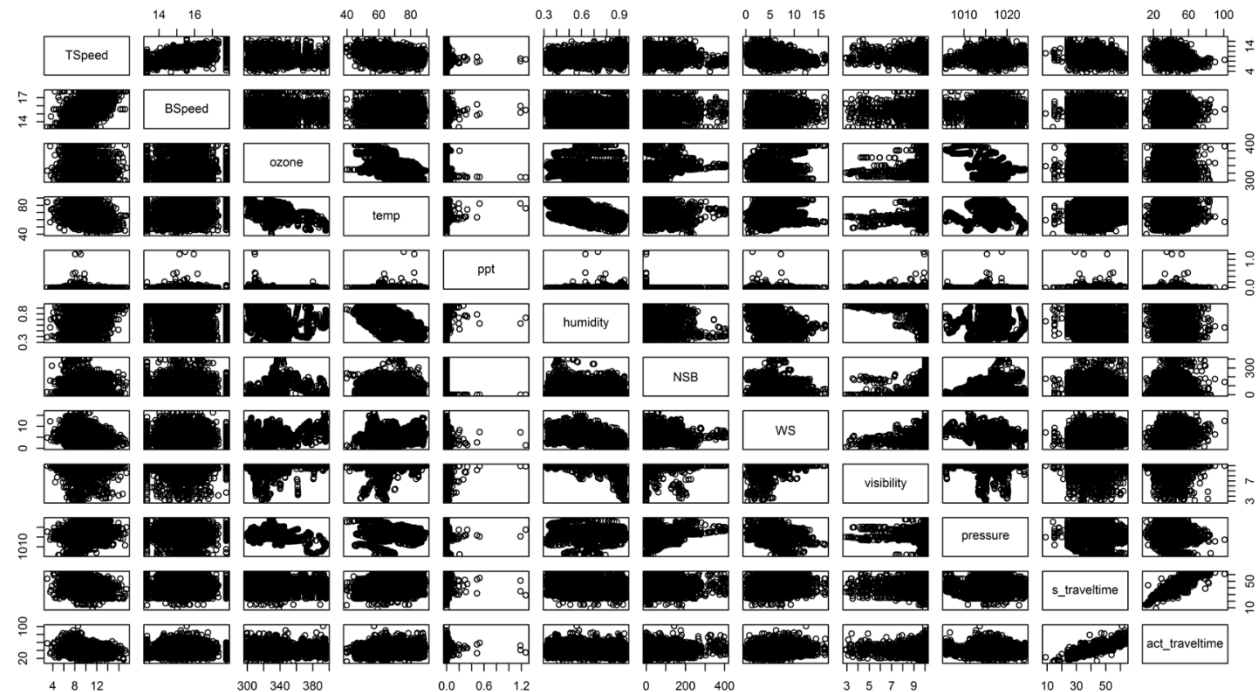 14 16 40 60 80 0.3 0.6 0.9 0 5 10 15 1010 1020 20 60 100
TSpeed 4 14
14 17 BSpeed
ozone 300 400
40 80 temp
ppt 0.0 1.0
0.3 0.8 humidity
NSB 0 300
0 10 WS
visibility 3 7
1010 pressure
s_traveltime 10 50
20 100 act_traveltime
4 8 12 300 340 380 0.0 0.6 1.2 0 200 400 3 5 7 9 10 30 50